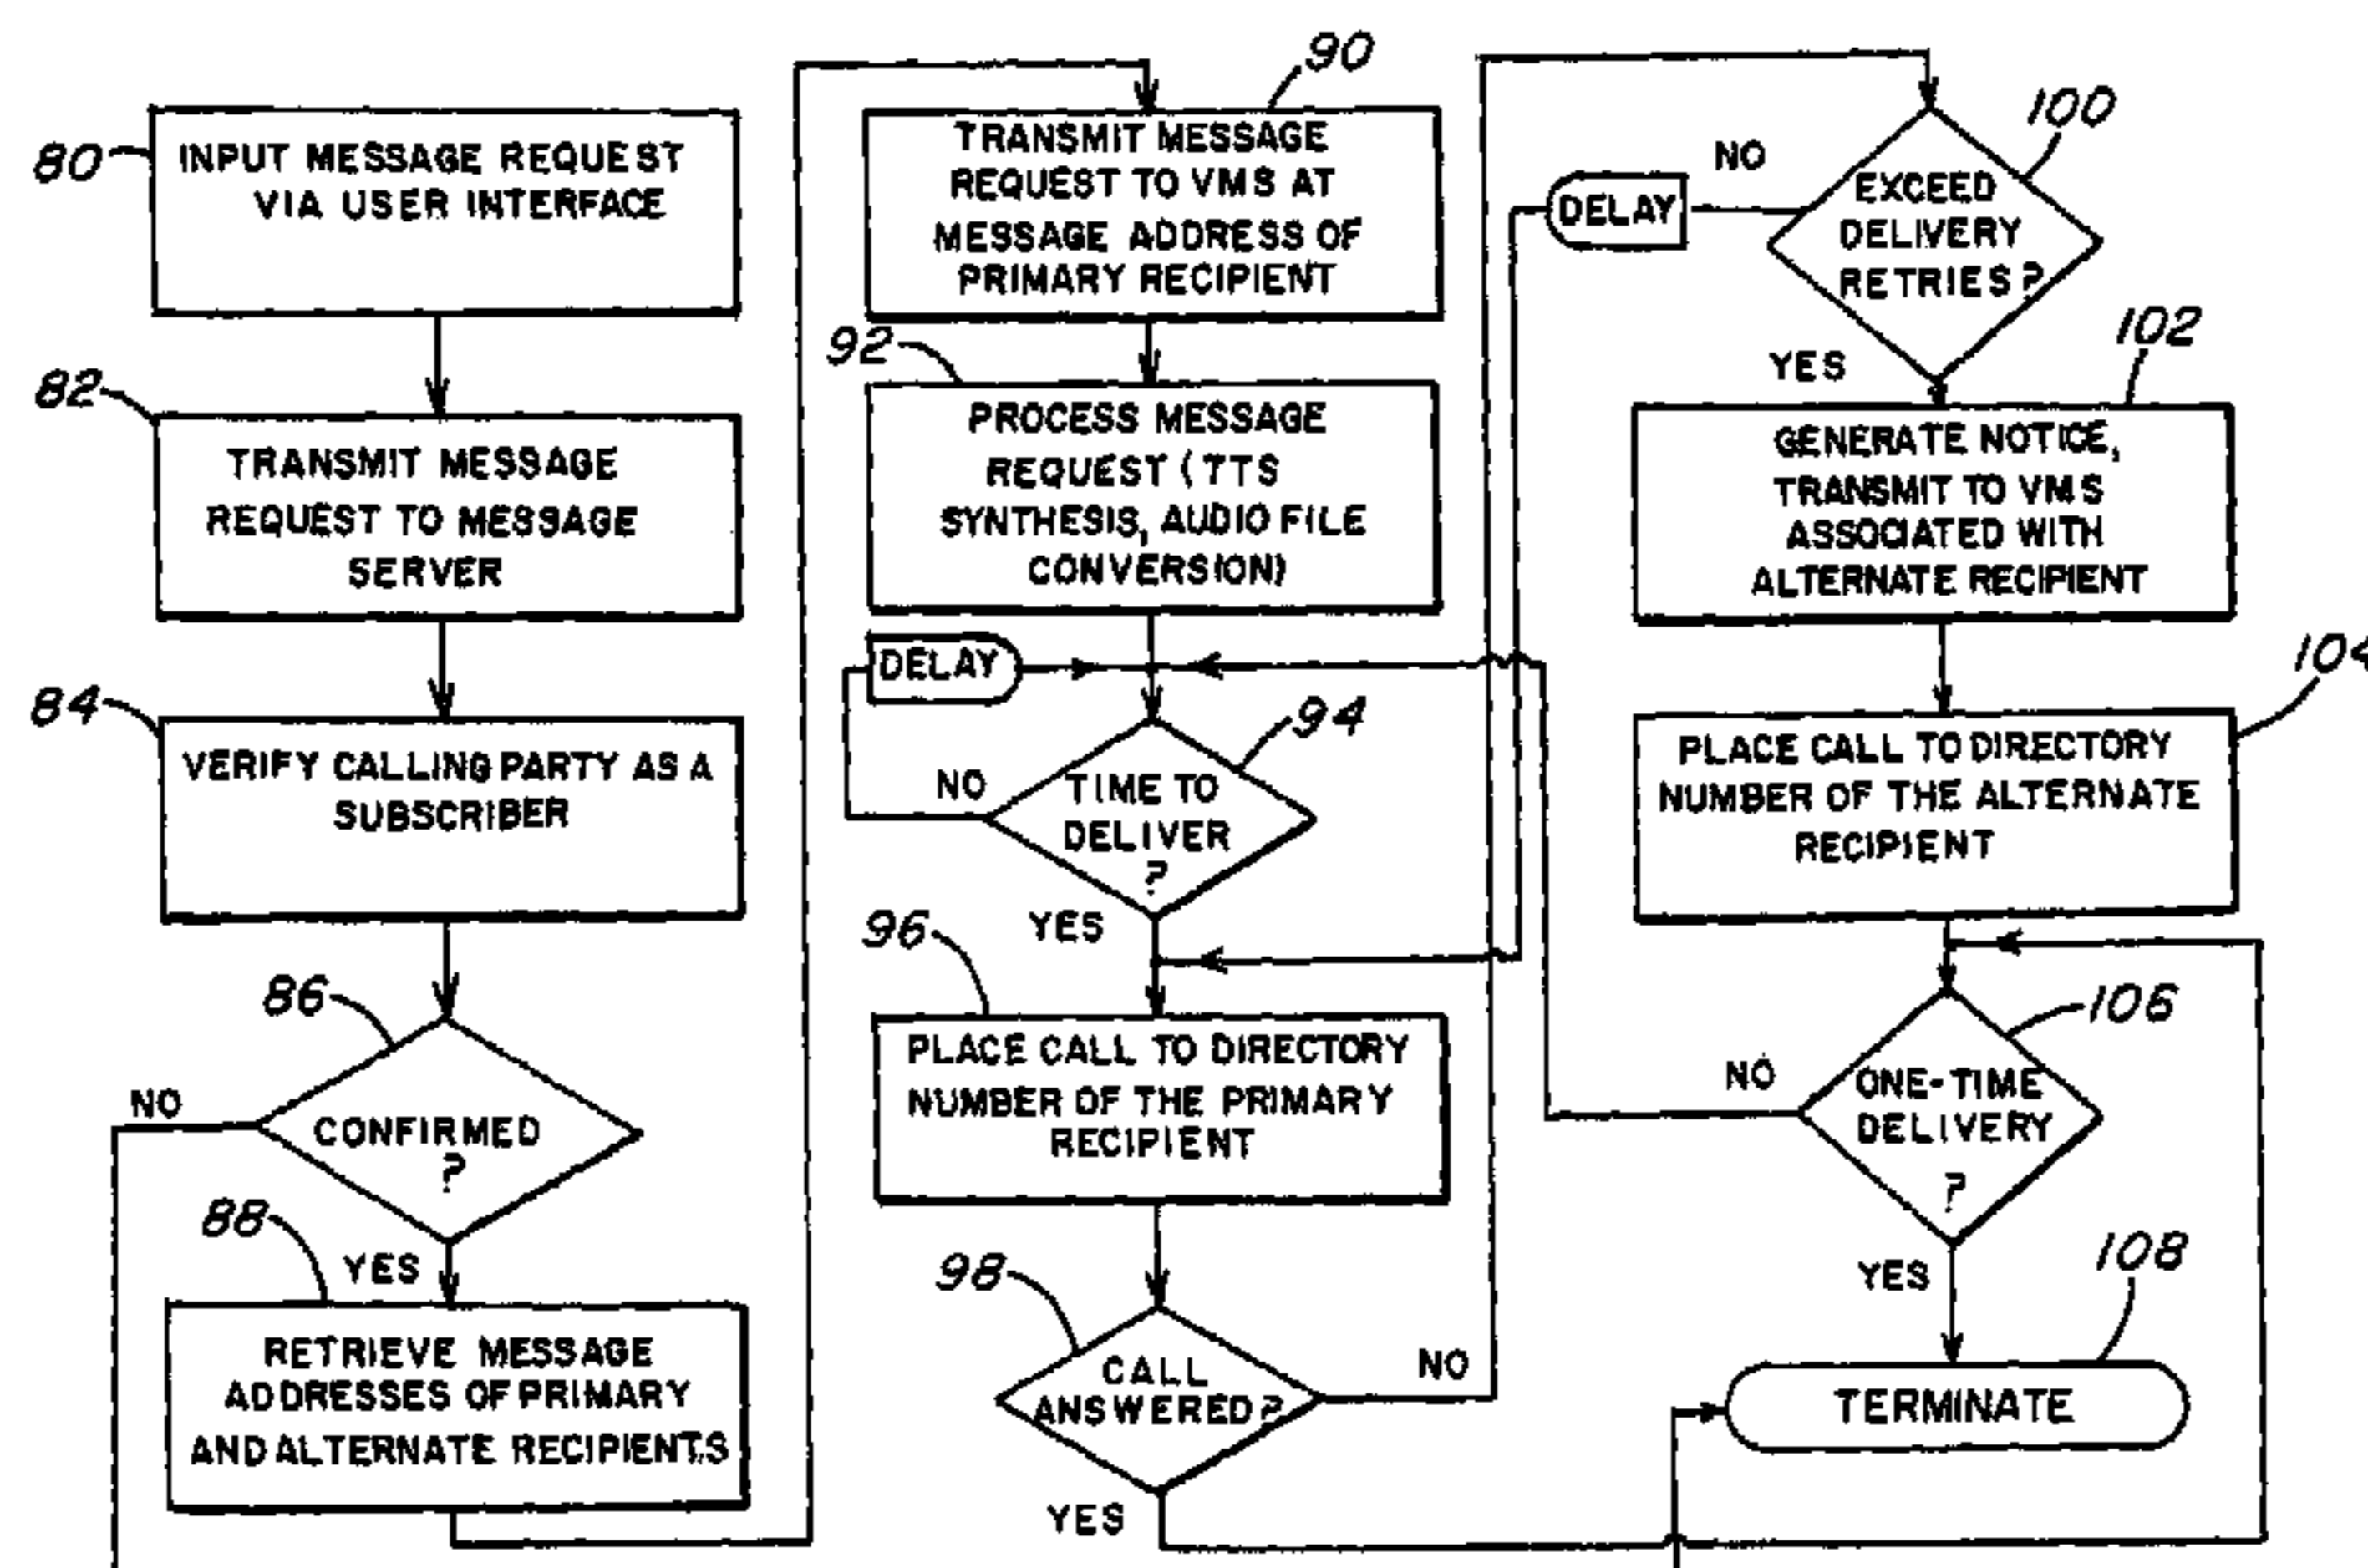 80
INPUT MESSAGE REQUEST
VIA USER INTERFACE
82
TRANSMIT MESSAGE
REQUEST TO MESSAGE
SERVER
84
VERIFY CALLING PARTY AS A
SUBSCRIBER
86
NO
CONFIRMED
?
YES
88
RETRIEVE MESSAGE
ADDRESSES OF PRIMARY
AND ALTERNATE RECIPIENTS
90
TRANSMIT MESSAGE
REQUEST TO VMS AT
MESSAGE ADDRESS OF
PRIMARY RECIPIENT
92
PROCESS MESSAGE
REQUEST (TTS
SYNTHESIS, AUDIO FILE
CONVERSION)
DELAY
94
NO
TIME TO
DELIVER
?
YES
96
PLACE CALL TO DIRECTORY
NUMBER OF THE PRIMARY
RECIPIENT
98
CALL
ANSWERED?
NO
YES
100
NO
DELAY
EXCEED
DELIVERY
RETRIES?
YES
102
GENERATE NOTICE,
TRANSMIT TO VMS
ASSOCIATED WITH
ALTERNATE RECIPIENT
104
PLACE CALL TO DIRECTORY
NUMBER OF THE ALTERNATE
RECIPIENT
106
NO
ONE-TIME
DELIVERY
?
YES
108
TERMINATE